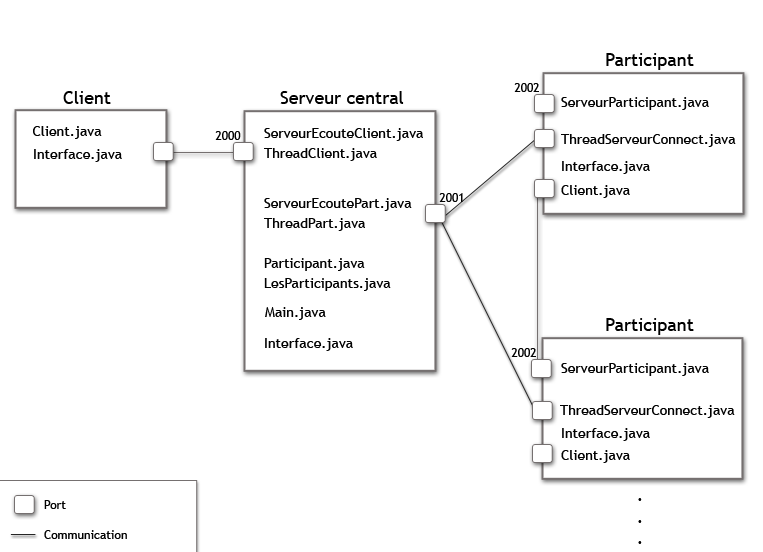 Client
Client.java
Interface.java
Serveur central
2000
ServeurEcouteClient.java
ThreadClient.java
ServeurEcoutePart.java
ThreadPart.java
2001
Participant.java
LesParticipants.java
Main.java
Interface.java
Participant
2002
ServeurParticipant.java
ThreadServeurConnect.java
Interface.java
Client.java
Participant
2002
ServeurParticipant.java
ThreadServeurConnect.java
Interface.java
Client.java
.
.
.
Port
Communication